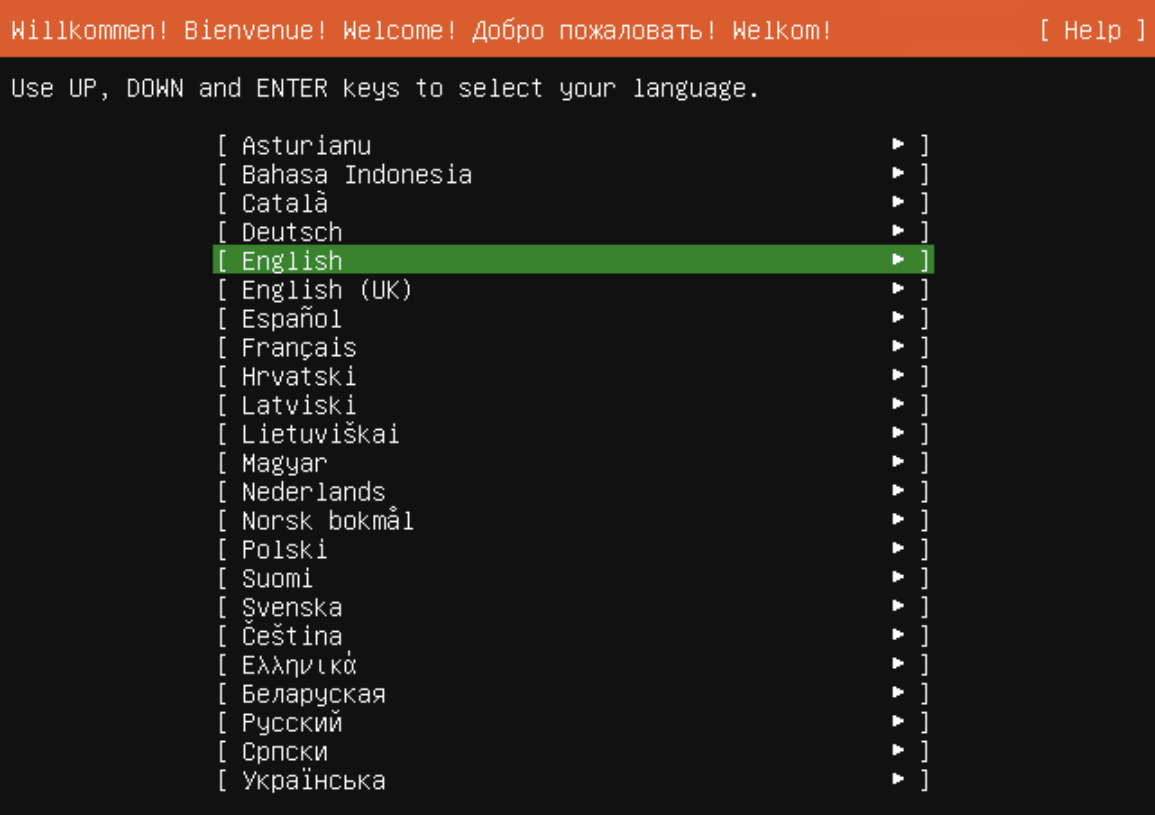 Willkommen! Bienvenue! Welcome! Добро пожаловать! Welkom! [ Help ]
Use UP, DOWN and ENTER keys to select your language.
[ Asturianu ► ]
[ Bahasa Indonesia ► ]
[ Català ► ]
[ Deutsch ► ]
[ English ► ]
[ English (UK) ► ]
[ Español ► ]
[ Français ► ]
[ Hrvatski ► ]
[ Latviski ► ]
[ Lietuviškai ► ]
[ Magyar ► ]
[ Nederlands ► ]
[ Norsk bokmål ► ]
[ Polski ► ]
[ Suomi ► ]
[ Svenska ► ]
[ Čeština ► ]
[ Ελληνικά ► ]
[ Беларуская ► ]
[ Русский ► ]
[ Српски ► ]
[ Українська ► ]